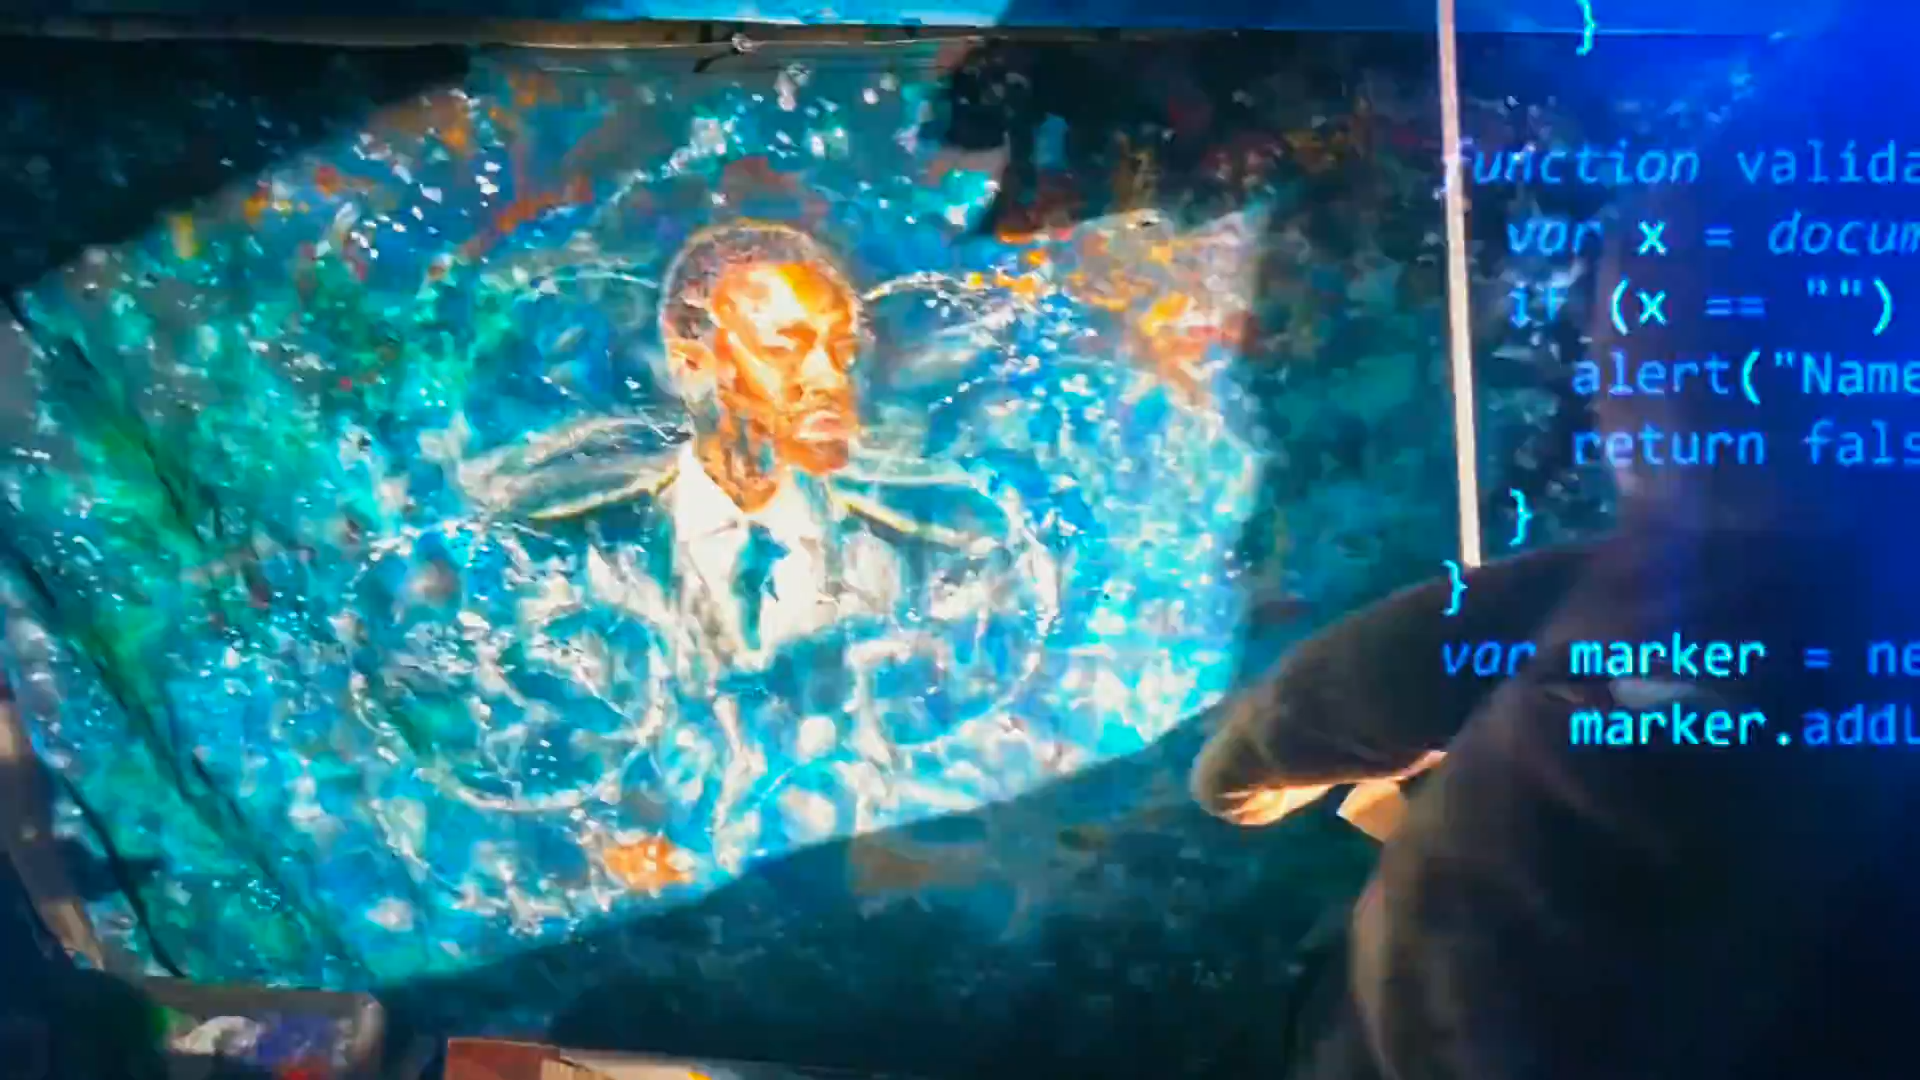 }
function valida
var x = docum
if (x == "")
alert("Name
return fals
}
}
var marker = ne
marker.addL